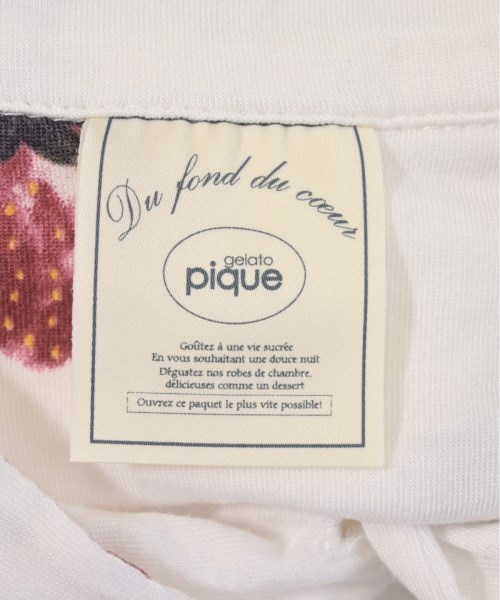 Du fond du cœur
gelato
pique
Goûtez à une vie sucrée
En vous souhaitant une douce nuit
Dégustez nos robes de chambre,
délicieuses comme un dessert
Ouvrez ce paquet le plus vite possible!